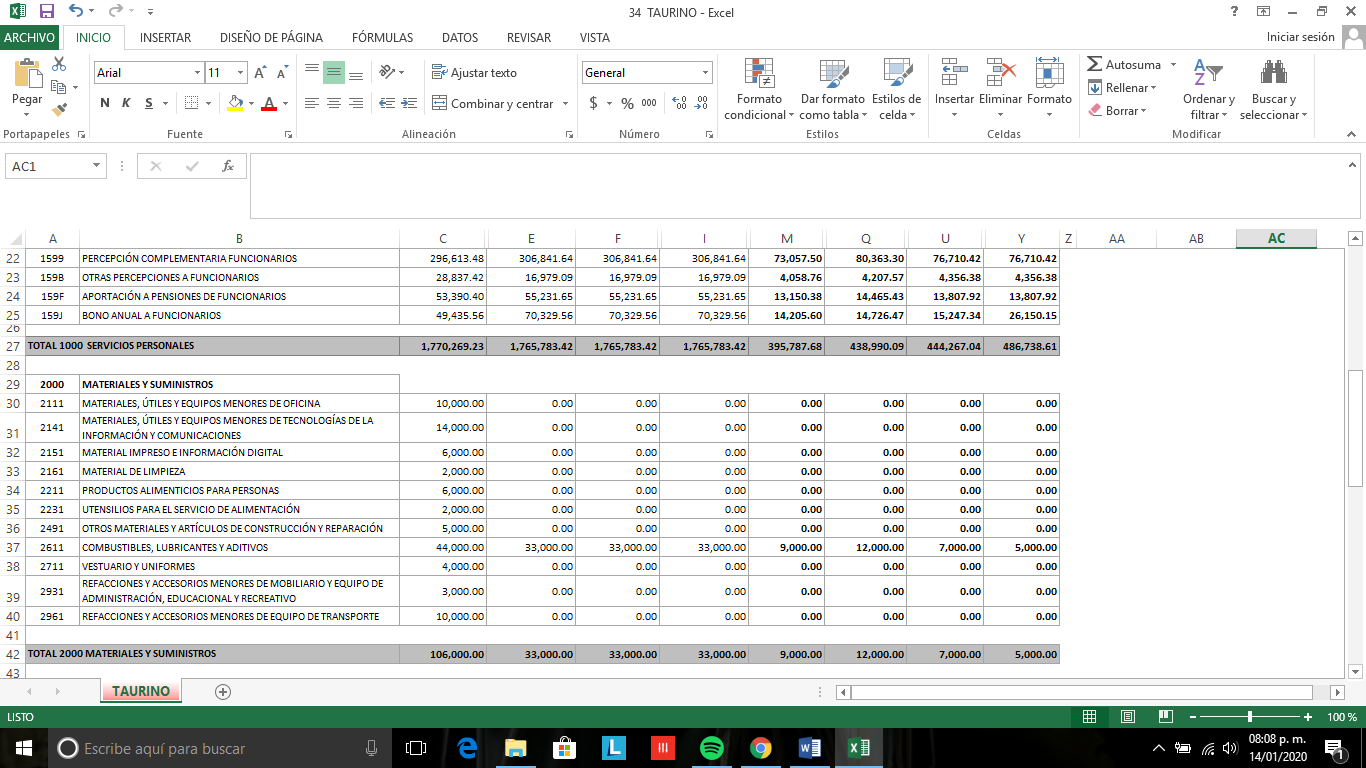 34 TAURINO - Excel
ARCHIVO INICIO INSERTAR DISEÑO DE PÁGINA FÓRMULAS DATOS REVISAR VISTA Iniciar sesión
Pegar
Arial 11
N K S
Ajustar texto
Combinar y centrar
General
$ % 000
Formato condicional
Dar formato como tabla
Estilos de celda
Insertar Eliminar Formato
Autosuma
Rellenar
Borrar
Ordenar y filtrar
Buscar y seleccionar
Portapapeles Fuente Alineación Número Estilos Celdas Modificar
AC1 fx
A B C E F I M Q U Y Z AA AB AC
22 1599 PERCEPCIÓN COMPLEMENTARIA FUNCIONARIOS 296,613.48 306,841.64 306,841.64 306,841.64 73,057.50 80,363.30 76,710.42 76,710.42
23 159B OTRAS PERCEPCIONES A FUNCIONARIOS 28,837.42 16,979.09 16,979.09 16,979.09 4,058.76 4,207.57 4,356.38 4,356.38
24 159F APORTACIÓN A PENSIONES DE FUNCIONARIOS 53,390.40 55,231.65 55,231.65 55,231.65 13,150.38 14,465.43 13,807.92 13,807.92
25 159J BONO ANUAL A FUNCIONARIOS 49,435.56 70,329.56 70,329.56 70,329.56 14,205.60 14,726.47 15,247.34 26,150.15
26
27 TOTAL 1000 SERVICIOS PERSONALES 1,770,269.23 1,765,783.42 1,765,783.42 1,765,783.42 395,787.68 438,990.09 444,267.04 486,738.61
28
29 2000 MATERIALES Y SUMINISTROS
30 2111 MATERIALES, ÚTILES Y EQUIPOS MENORES DE OFICINA 10,000.00 0.00 0.00 0.00 0.00 0.00 0.00 0.00
31 2141 MATERIALES, ÚTILES Y EQUIPOS MENORES DE TECNOLOGÍAS DE LA
INFORMACIÓN Y COMUNICACIONES 14,000.00 0.00 0.00 0.00 0.00 0.00 0.00 0.00
32 2151 MATERIAL IMPRESO E INFORMACIÓN DIGITAL 6,000.00 0.00 0.00 0.00 0.00 0.00 0.00 0.00
33 2161 MATERIAL DE LIMPIEZA 2,000.00 0.00 0.00 0.00 0.00 0.00 0.00 0.00
34 2211 PRODUCTOS ALIMENTICIOS PARA PERSONAS 6,000.00 0.00 0.00 0.00 0.00 0.00 0.00 0.00
35 2231 UTENSILIOS PARA EL SERVICIO DE ALIMENTACIÓN 2,000.00 0.00 0.00 0.00 0.00 0.00 0.00 0.00
36 2491 OTROS MATERIALES Y ARTÍCULOS DE CONSTRUCCIÓN Y REPARACIÓN 5,000.00 0.00 0.00 0.00 0.00 0.00 0.00 0.00
37 2611 COMBUSTIBLES, LUBRICANTES Y ADITIVOS 44,000.00 33,000.00 33,000.00 33,000.00 9,000.00 12,000.00 7,000.00 5,000.00
38 2711 VESTUARIO Y UNIFORMES 4,000.00 0.00 0.00 0.00 0.00 0.00 0.00 0.00
39 2931 REFACCIONES Y ACCESORIOS MENORES DE MOBILIARIO Y EQUIPO DE
ADMINISTRACIÓN, EDUCACIONAL Y RECREATIVO 3,000.00 0.00 0.00 0.00 0.00 0.00 0.00 0.00
40 2961 REFACCIONES Y ACCESORIOS MENORES DE EQUIPO DE TRANSPORTE 10,000.00 0.00 0.00 0.00 0.00 0.00 0.00 0.00
41
42 TOTAL 2000 MATERIALES Y SUMINISTROS 106,000.00 33,000.00 33,000.00 33,000.00 9,000.00 12,000.00 7,000.00 5,000.00
43
TAURINO
LISTO 100 %
Escribe aquí para buscar
08:08 p. m.
14/01/2020
1